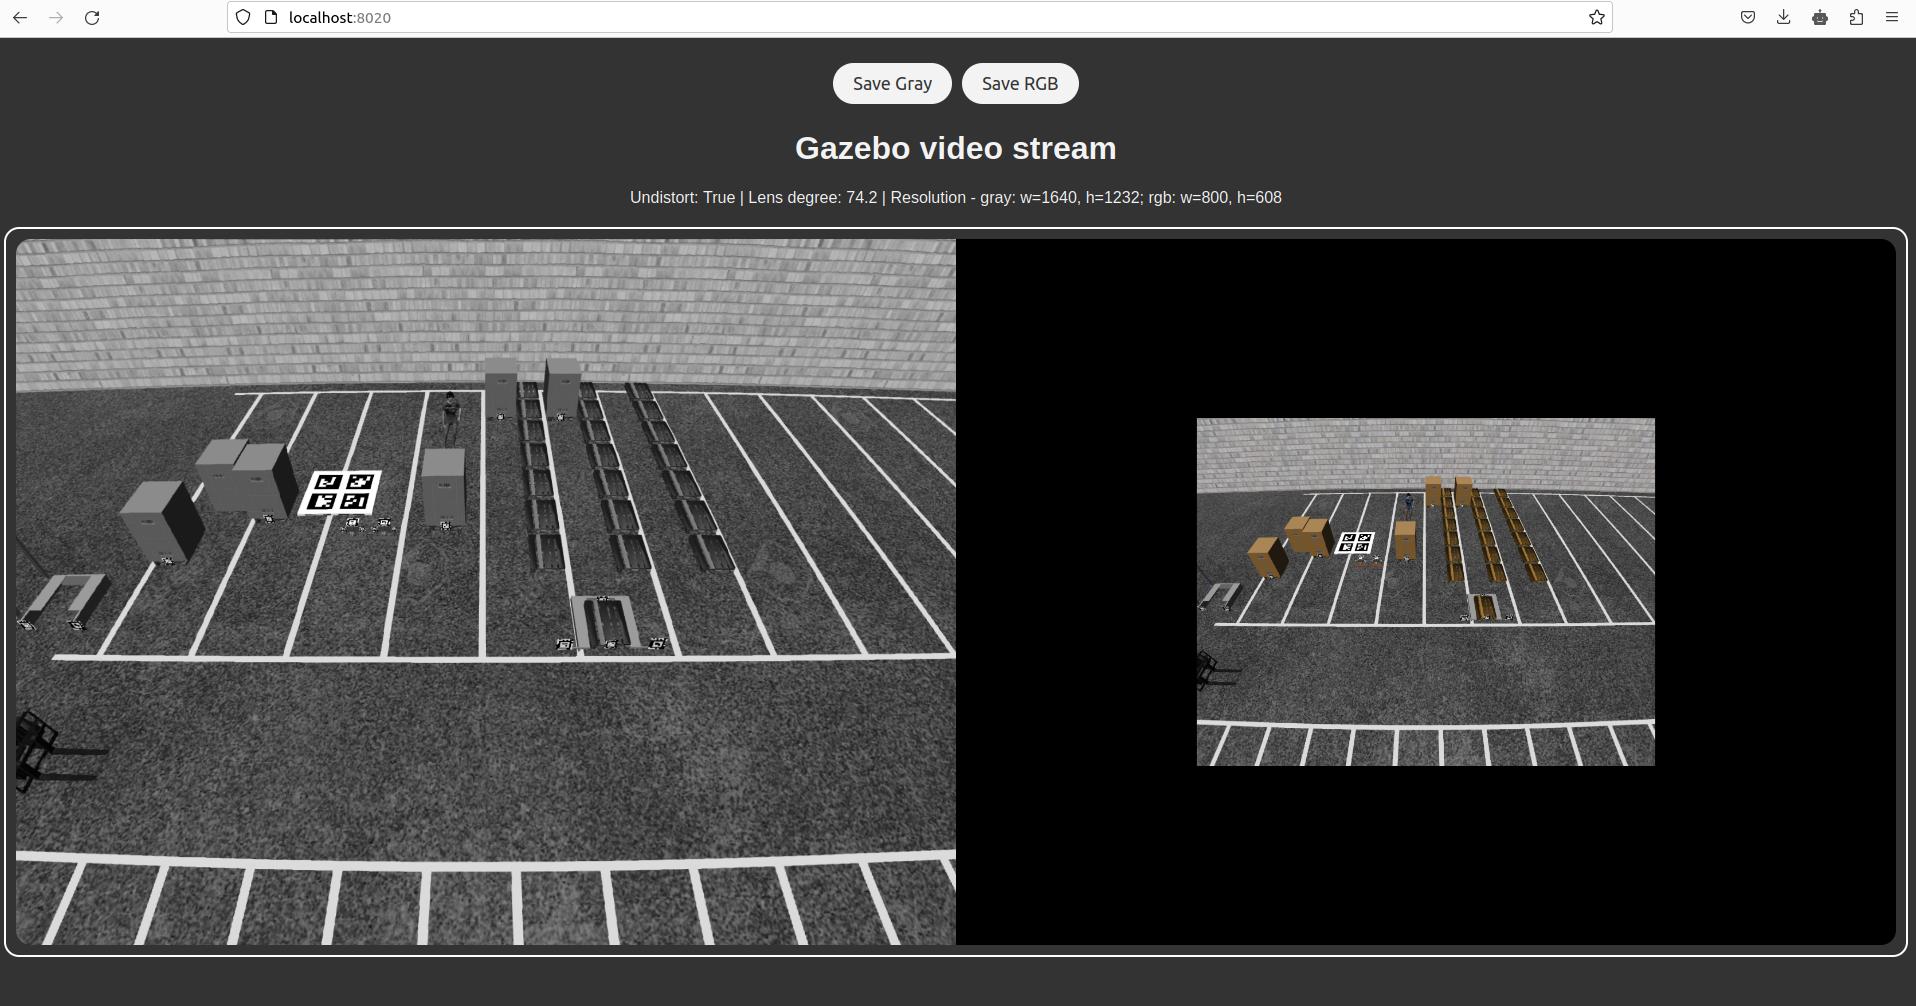 localhost:8020
Save Gray
Save RGB
Gazebo video stream
Undistort: True | Lens degree: 74.2 | Resolution - gray: w=1640, h=1232; rgb: w=800, h=608